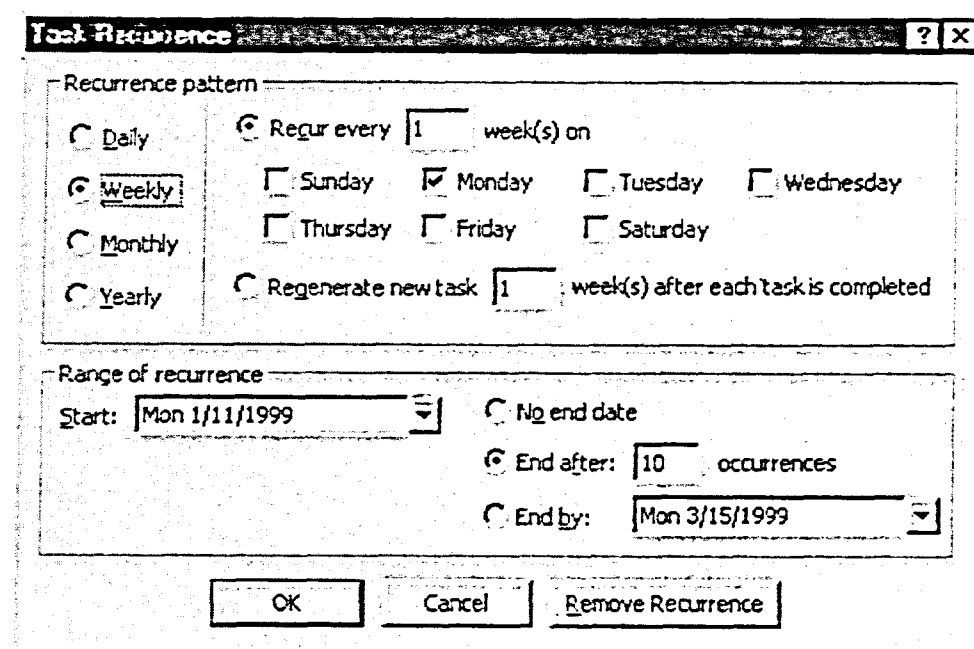 Task Recurrence ? X
Recurrence pattern
Daily
Weekly
Monthly
Yearly
Recur every 1 week(s) on
Sunday Monday Tuesday Wednesday
Thursday Friday Saturday
Regenerate new task 1 week(s) after each task is completed
Range of recurrence
Start: Mon 1/11/1999
No end date
End after: 10 occurrences
End by: Mon 3/15/1999
OK Cancel Remove Recurrence